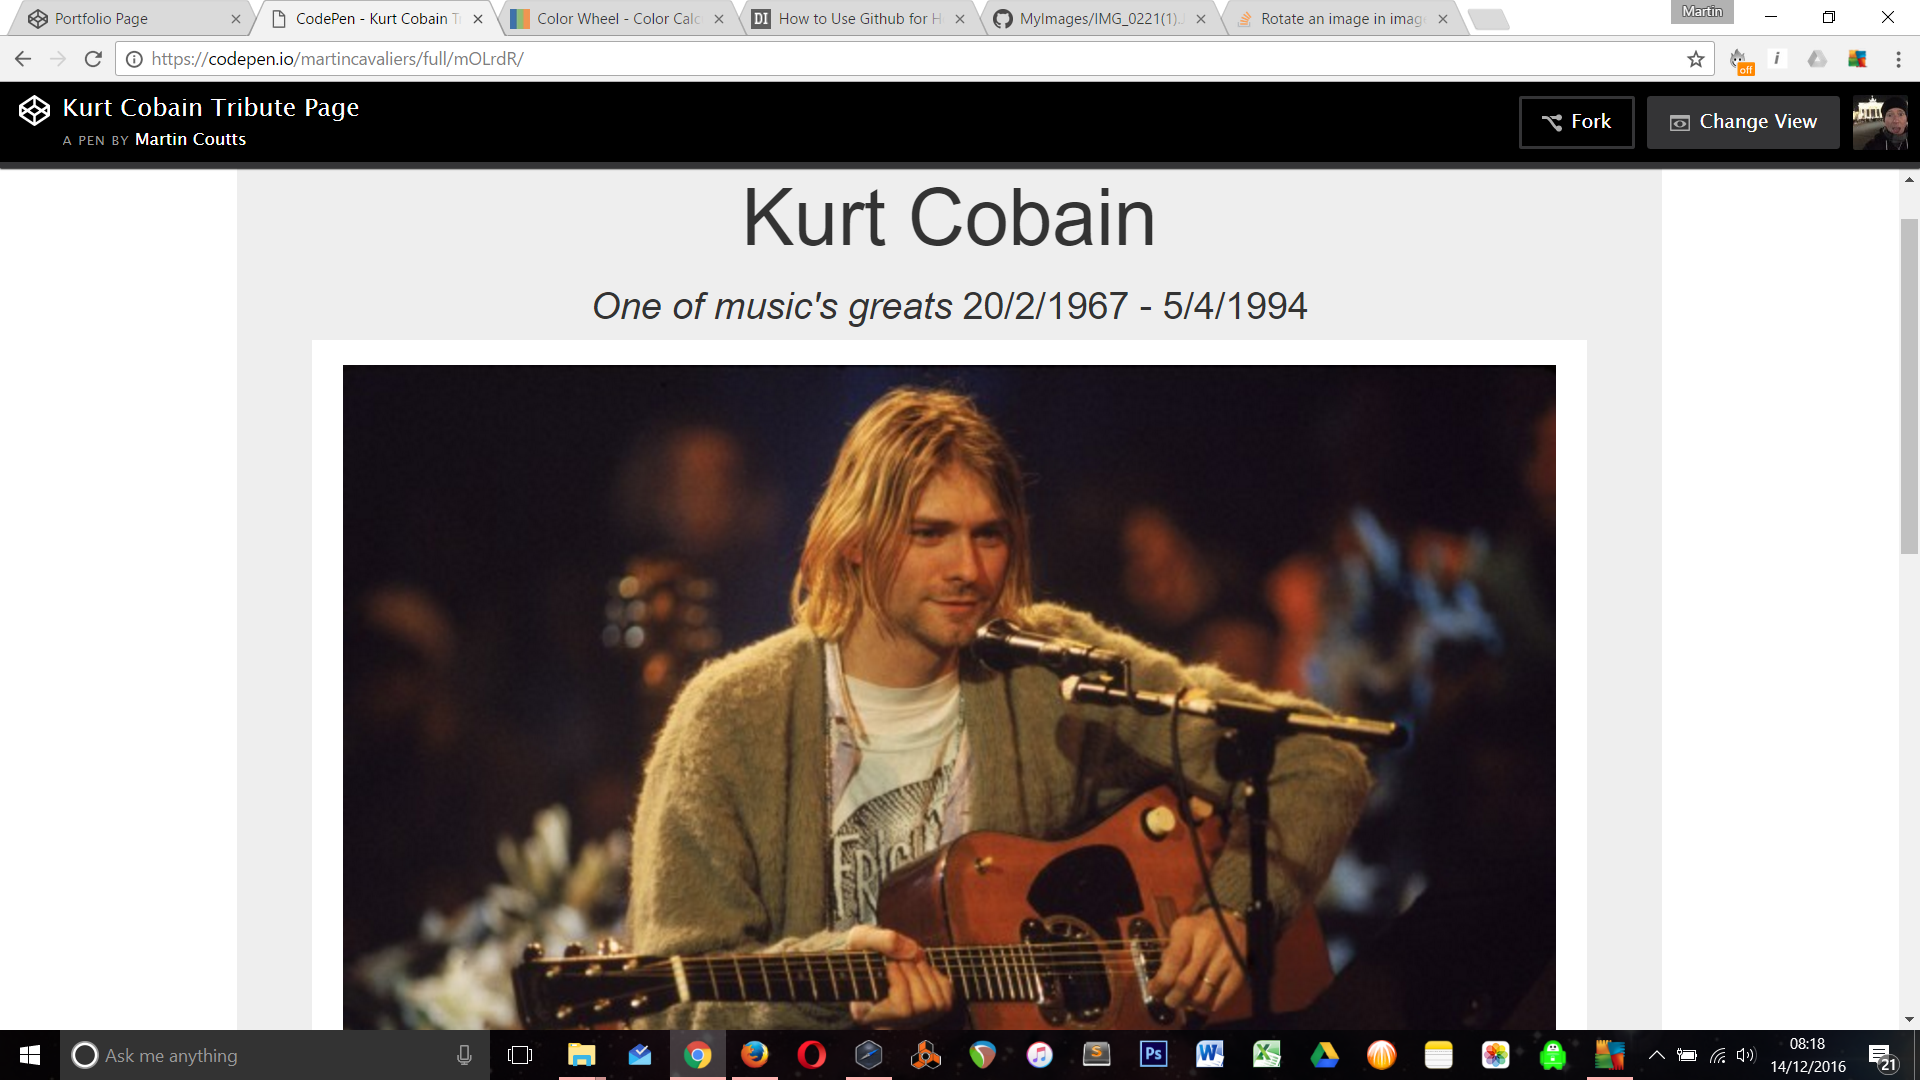 Martin
Portfolio Page
CodePen - Kurt Cobain T
Color Wheel - Color Calc
DI
How to Use Github for H
MyImages/IMG_0221(1).
Rotate an image in imag
https://codepen.io/martincavaliers/full/mOLrdR/
off
i
Kurt Cobain Tribute Page
A PEN BY Martin Coutts
Fork
Change View
Kurt Cobain
One of music's greats 20/2/1967 - 5/4/1994
Ask me anything
S
Ps
08:18
14/12/2016
21